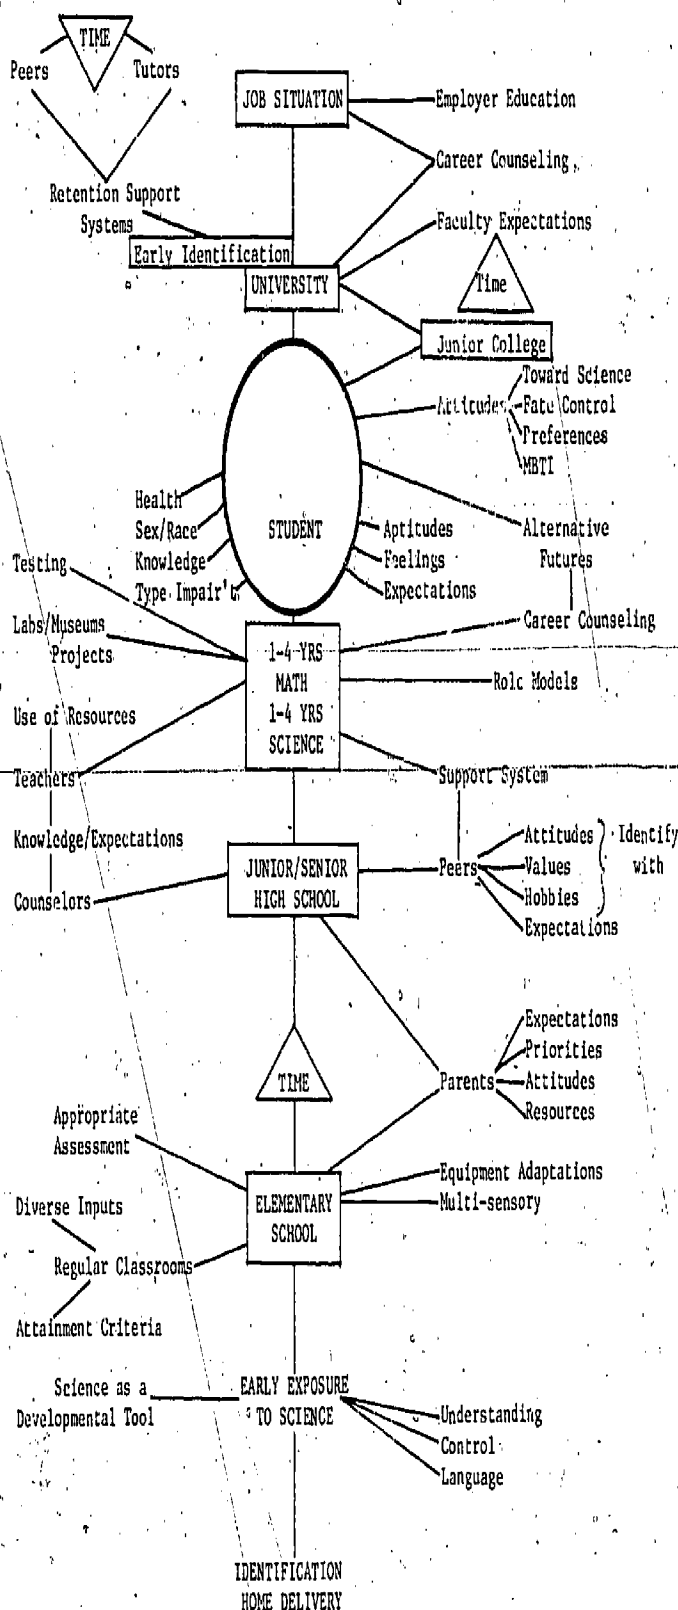 TIME
Peers
Tutors
JOB SITUATION
Employer Education
Career Counseling
Retention Support
Systems
Faculty Expectations
Early Identification
UNIVERSITY
Time
Junior College
Toward Science
Attitudes
Fate Control
Preferences
MBTI
Health
Sex/Race
STUDENT
Aptitudes
Alternative
Futures
Knowledge
Feelings
Testing
Type Impair't.
Expectations
Labs/Museums
Projects
1-4 YRS
MATH
1-4 YRS
SCIENCE
Career Counseling
Role Models
Use of Resources
Teachers
Support System
Knowledge/Expectations
JUNIOR/SENIOR
HIGH SCHOOL
Peers
Attitudes
Values
Hobbies
Expectations
Identify
with
Counselors
TIME
Parents
Expectations
Priorities
Attitudes
Resources
Appropriate
Assessment
Equipment Adaptations
Multi-sensory
ELEMENTARY
SCHOOL
Diverse Inputs
Regular Classrooms
Attainment Criteria
Science as a
Developmental Tool
EARLY EXPOSURE
TO SCIENCE
Understanding
Control
Language
IDENTIFICATION
HOME DELIVERY